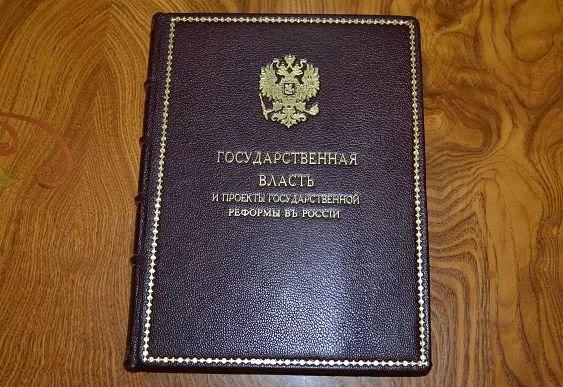 ГОСУДАРСТВЕННАЯ
ВЛАСТЬ
И ПРОЕКТЫ ГОСУДАРСТВЕННОЙ
РЕФОРМЫ ВЪ РОССІИ